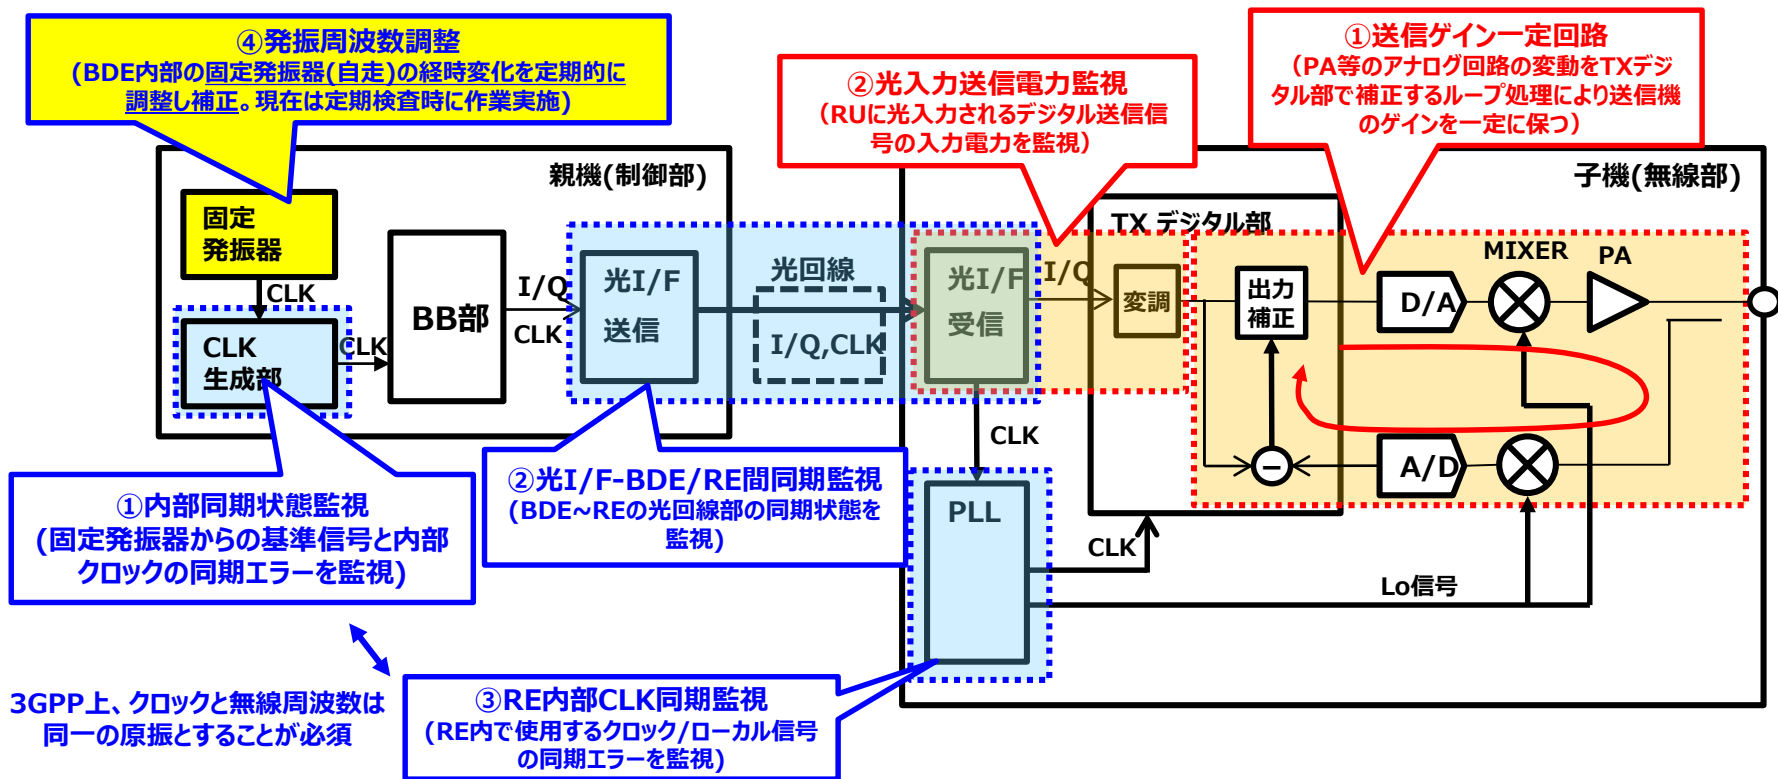 ④発振周波数調整
(BDE内部の固定発振器(自走)の経時変化を定期的に
調整し補正。現在は定期検査時に作業実施)
②光入力送信電力監視
(RUに光入力されるデジタル送信信
号の入力電力を監視)
①送信ゲイン一定回路
(PA等のアナログ回路の変動をTXデジ
タル部で補正するループ処理により送信機
のゲインを一定に保つ)
親機(制御部)
子機(無線部)
固定
発振器
CLK
CLK
生成部
CLK
BB部
I/Q
CLK
光I/F
送信
光回線
I/Q,CLK
光I/F
受信
I/Q
TX デジタル部
変調
出力
補正
D/A
MIXER
PA
A/D
−
CLK
PLL
CLK
Lo信号
①内部同期状態監視
(固定発振器からの基準信号と内部
クロックの同期エラーを監視)
②光I/F-BDE/RE間同期監視
(BDE~REの光回線部の同期状態を
監視)
③RE内部CLK同期監視
(RE内で使用するクロック/ローカル信号
の同期エラーを監視)
3GPP上、クロックと無線周波数は
同一の原振とすることが必須